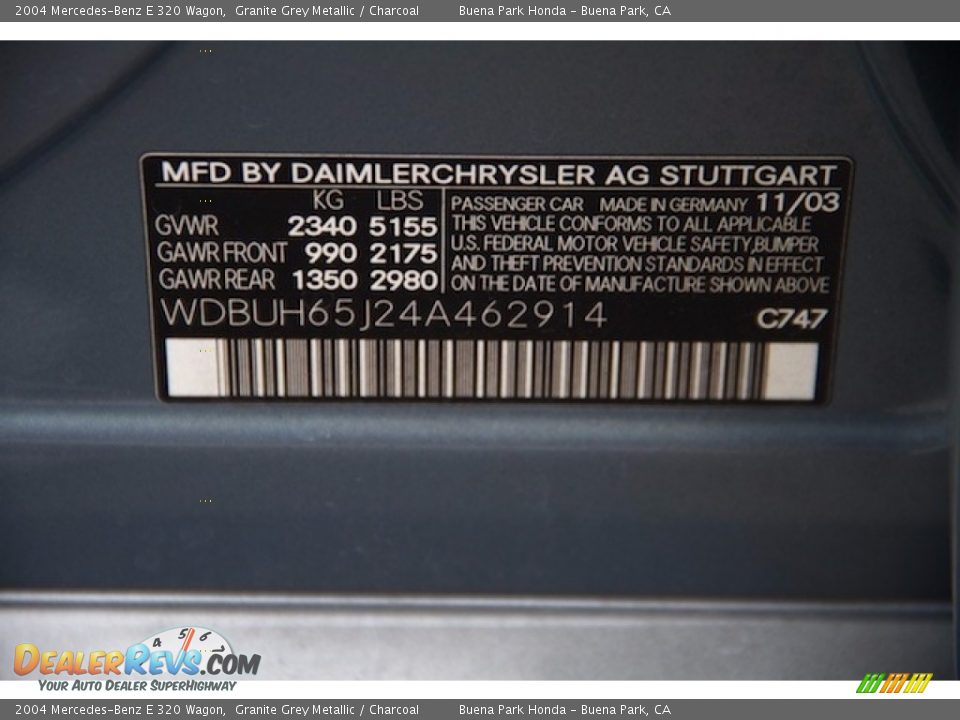 2004 Mercedes-Benz E 320 Wagon, Granite Grey Metallic / Charcoal Buena Park Honda - Buena Park, CA
MFD BY DAIMLERCHRYSLER AG STUTTGART
KG LBS
GVWR 2340 5155
GAWR FRONT 990 2175
GAWR REAR 1350 2980
PASSENGER CAR MADE IN GERMANY 11/03
THIS VEHICLE CONFORMS TO ALL APPLICABLE
U.S. FEDERAL MOTOR VEHICLE SAFETY,BUMPER
AND THEFT PREVENTION STANDARDS IN EFFECT
ON THE DATE OF MANUFACTURE SHOWN ABOVE
WDBUH65J24A462914 C747
4 5 6 7
DEALERREVS.COM
YOUR AUTO DEALER SUPERHIGHWAY
2004 Mercedes-Benz E 320 Wagon, Granite Grey Metallic / Charcoal Buena Park Honda - Buena Park, CA